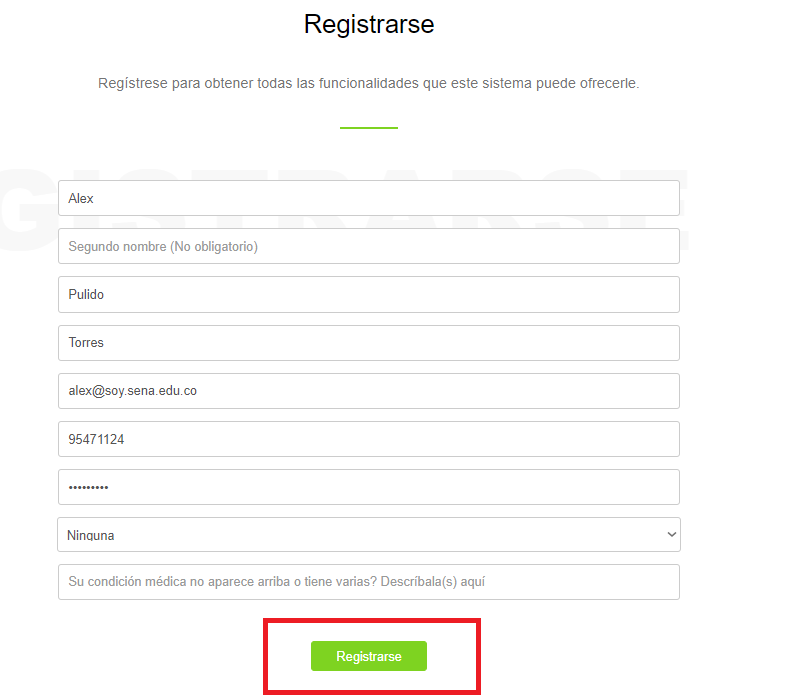 Registrarse
Regístrese para obtener todas las funcionalidades que este sistema puede ofrecerle.
GISTRARSE
Alex
Segundo nombre (No obligatorio)
Pulido
Torres
alex@soy.sena.edu.co
95471124
•••••••••
Ninguna
Su condición médica no aparece arriba o tiene varias? Descríbala(s) aquí
Registrarse